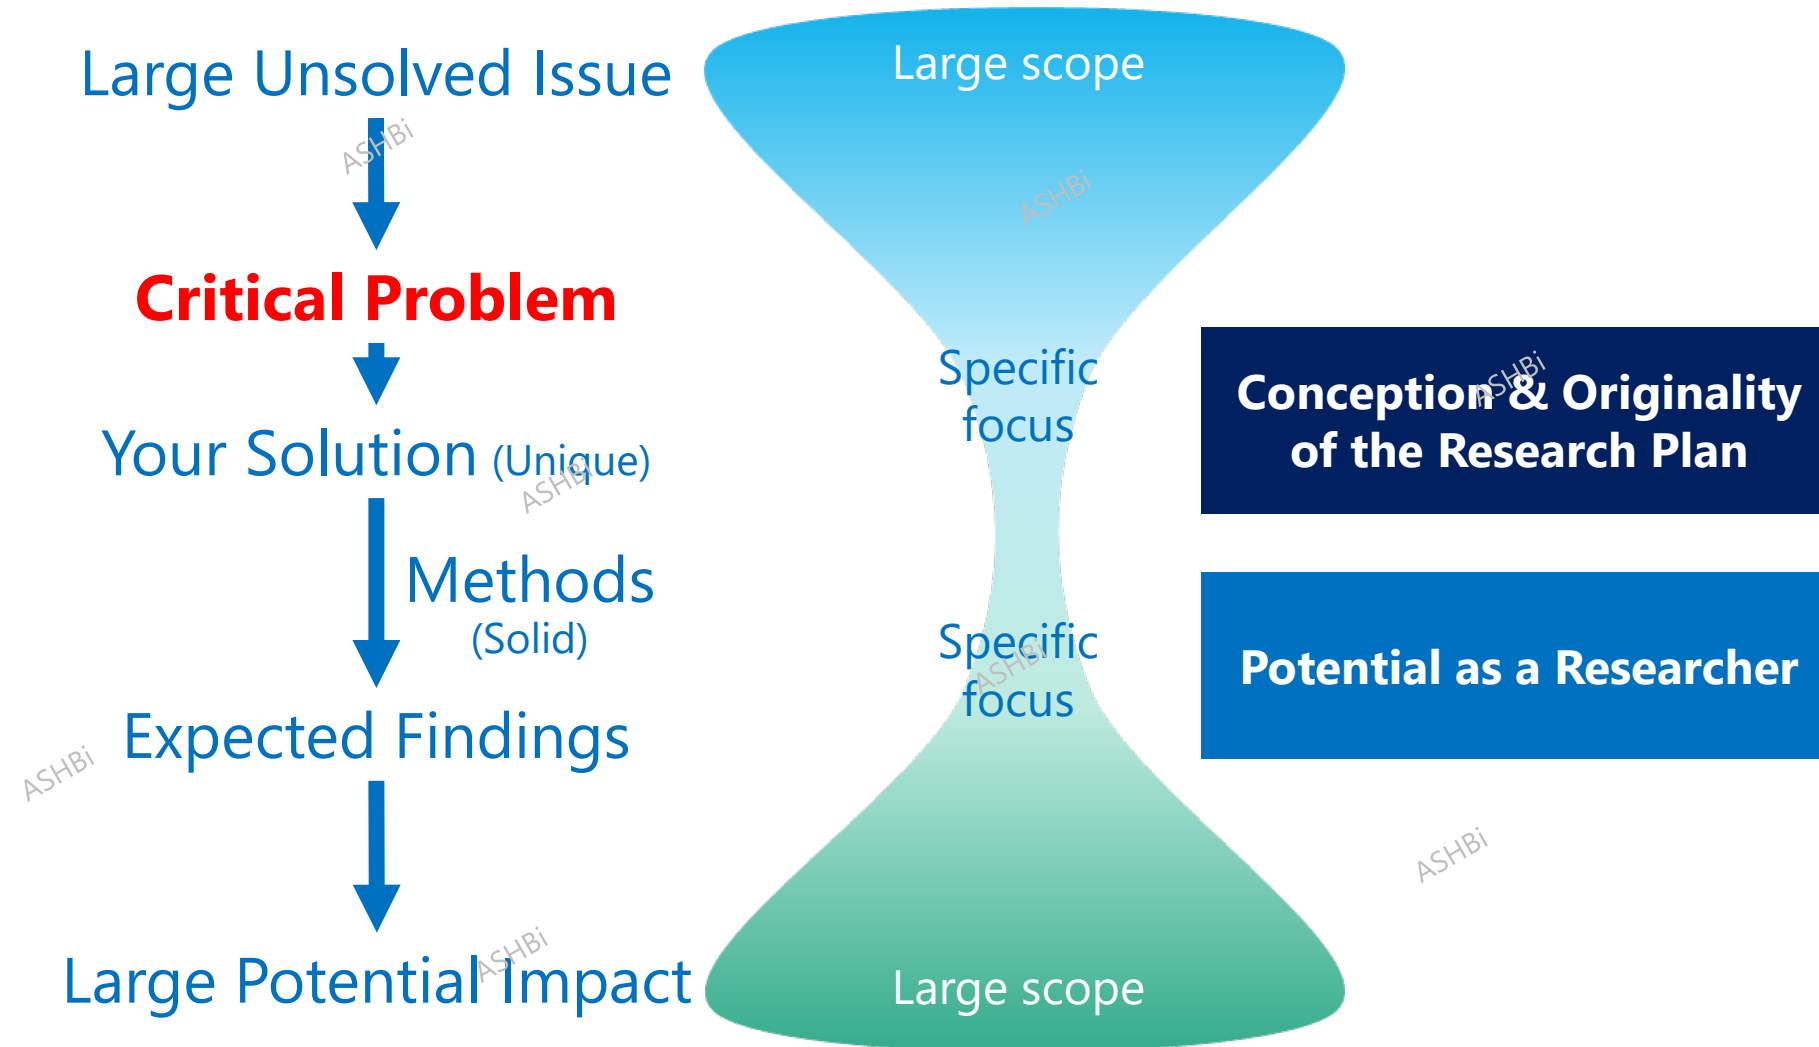 Large Unsolved Issue
Critical Problem
Your Solution (Unique)
Methods
(Solid)
Expected Findings
Large Potential Impact
Large scope
Specific
focus
Specific
focus
Large scope
Conception & Originality
of the Research Plan
Potential as a Researcher
ASHBi
ASHBi
ASHBi
ASHBi
ASHBi
ASHBi
ASHBi
ASHBi